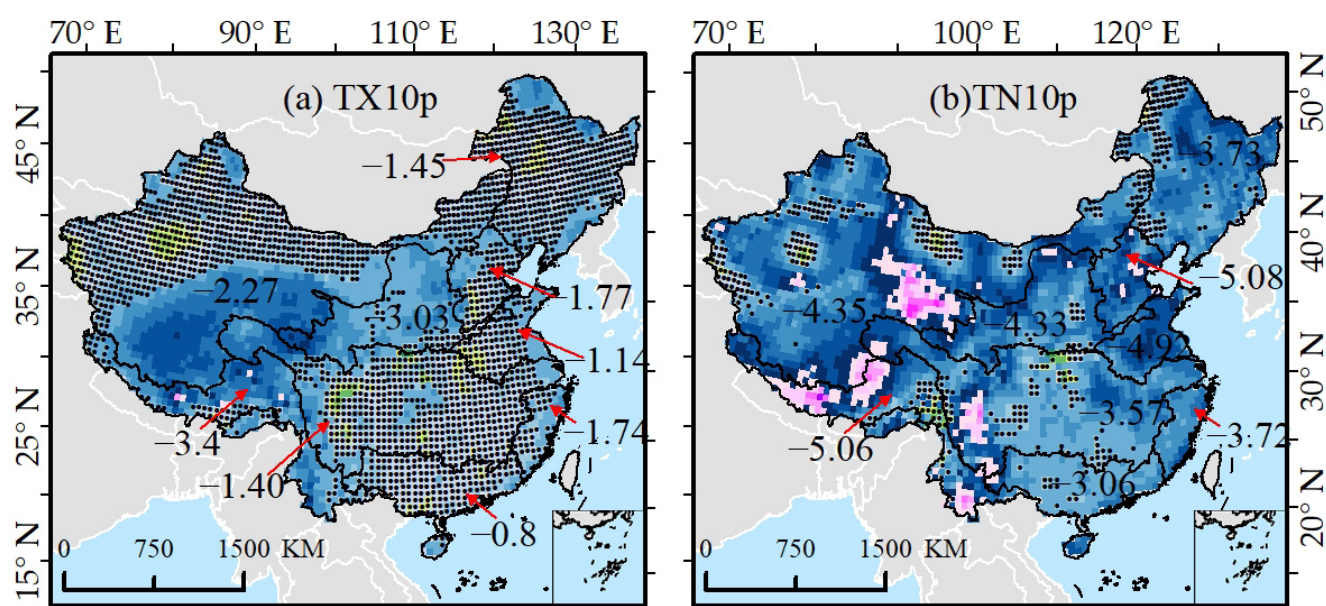 70° E 90° E 110° E 130° E
70° E 100° E 120° E
(a) TX10p
45° N
35° N
25° N
15° N
−1.45
−2.27
−3.03
−1.77
−1.14
−1.74
−3.4
−1.40
−0.8
0 750 1500 KM
(b)TN10p
50° N
40° N
30° N
20° N
−3.73
−5.08
−4.35
−4.33
−4.92
−3.57
−3.72
−5.06
−3.06
0 750 1500 KM